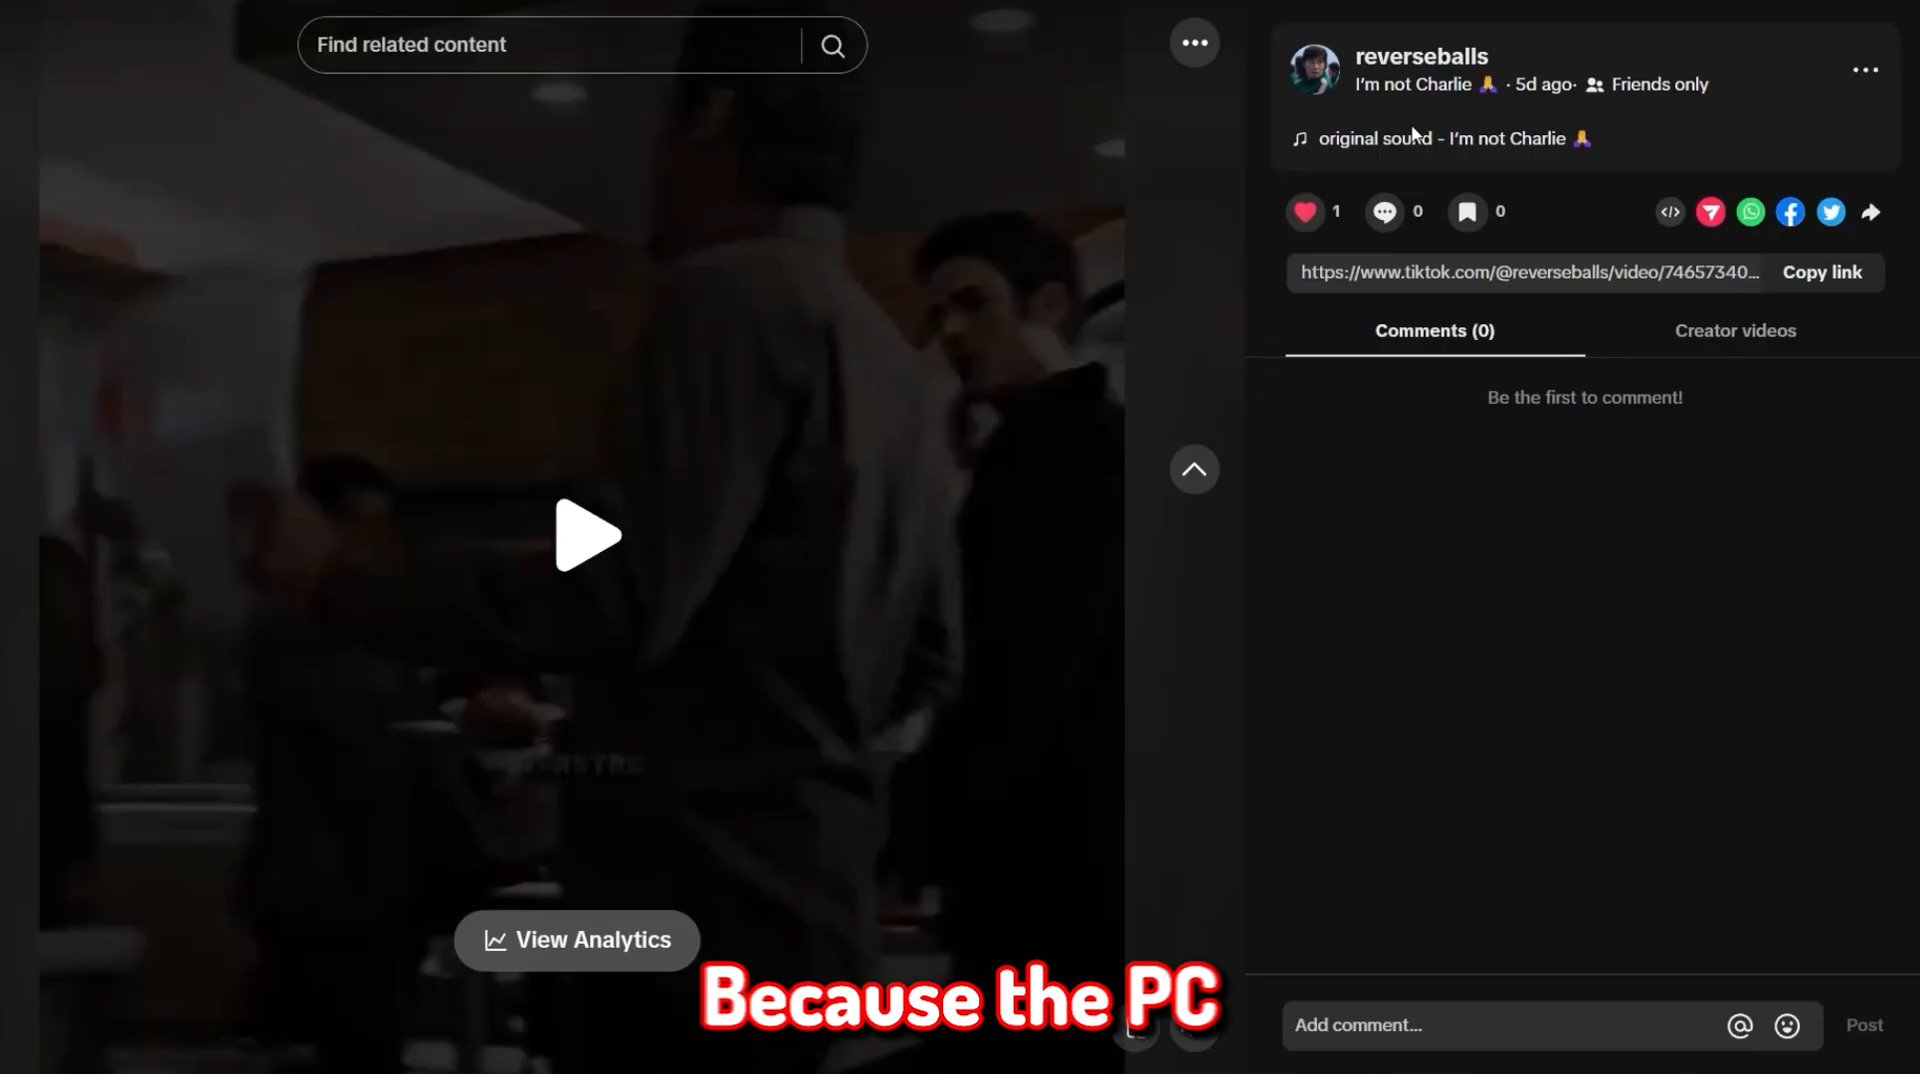 Find related content
reverseballs
I'm not Charlie 🙏 · 5d ago· Friends only
original sound - I'm not Charlie 🙏
1
0
0
https://www.tiktok.com/@reverseballs/video/74657340...
Copy link
Comments (0)
Creator videos
Be the first to comment!
View Analytics
Because the PC
Add comment...
Post